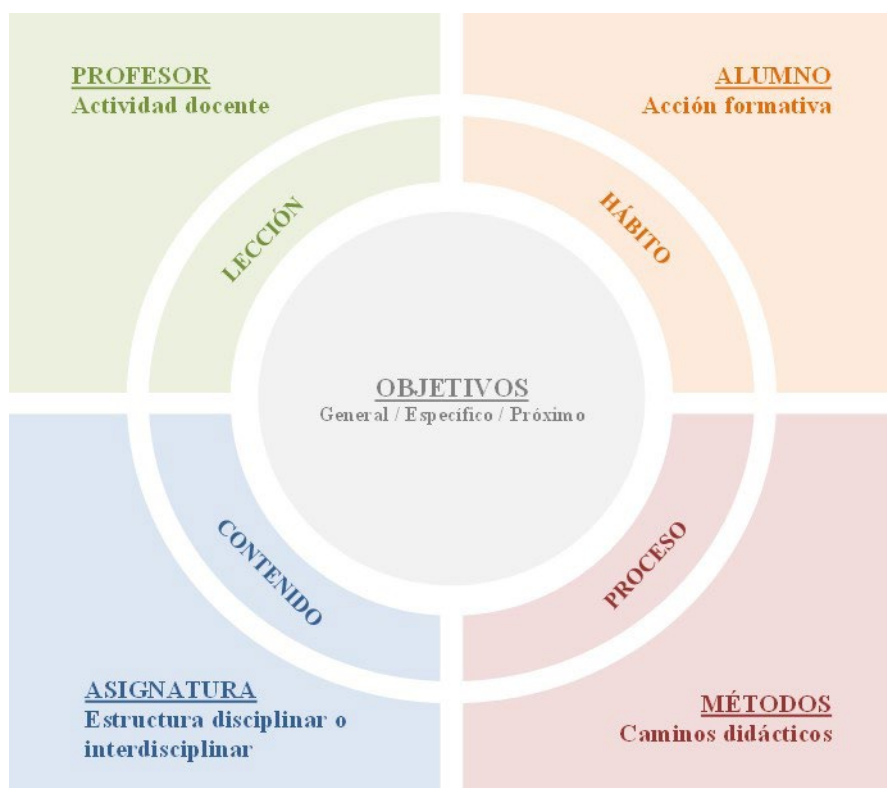 PROFESOR
Actividad docente
ALUMNO
Acción formativa
LECCIÓN
HÁBITO
OBJETIVOS
General / Específico / Próximo
CONTENIDO
PROCESO
ASIGNATURA
Estructura disciplinar o
interdisciplinar
MÉTODOS
Caminos didácticos